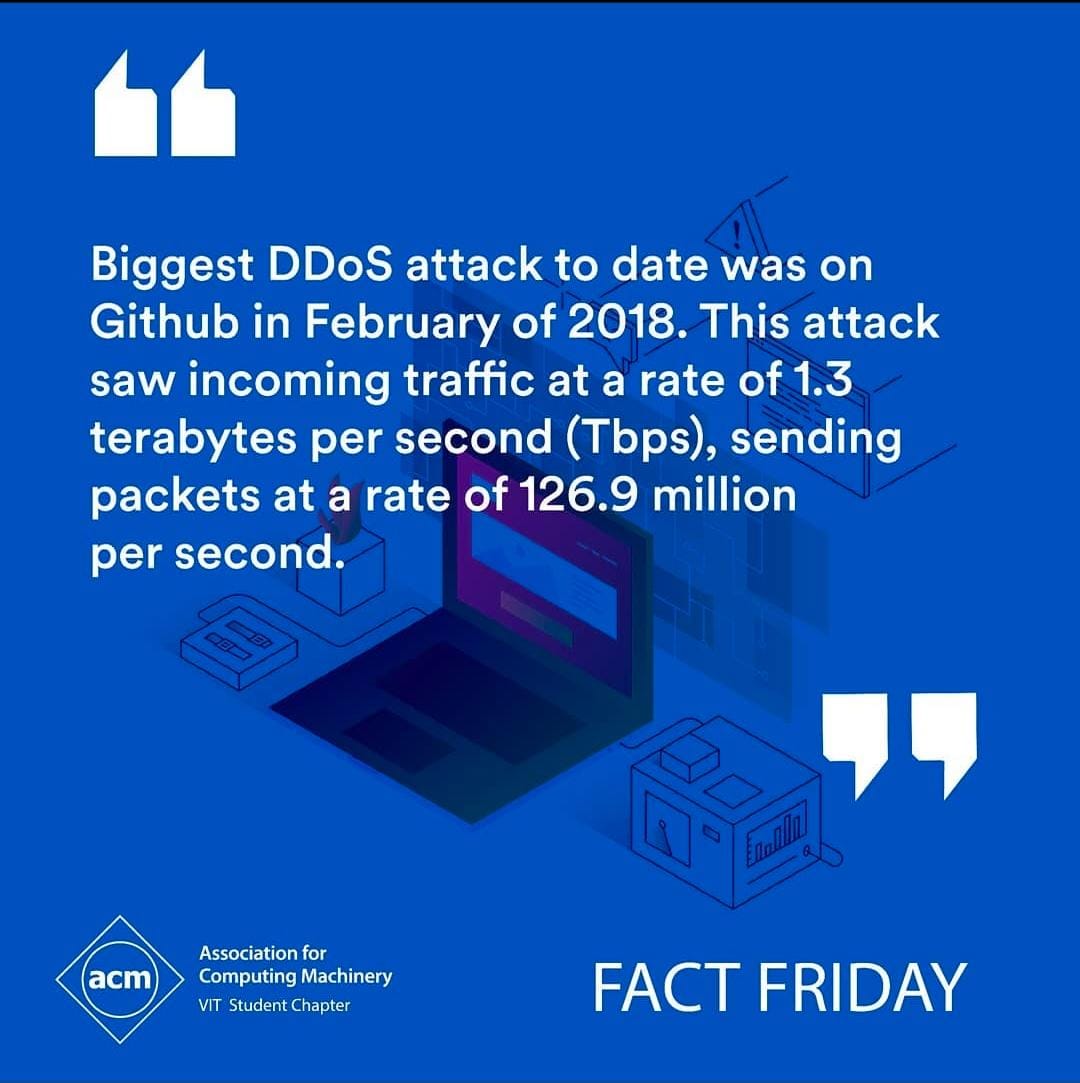 Biggest DDoS attack to date was on
Github in February of 2018. This attack
saw incoming traffic at a rate of 1.3
terabytes per second (Tbps), sending
packets at a rate of 126.9 million
per second.
acm
Association for
Computing Machinery
VIT Student Chapter
FACT FRIDAY